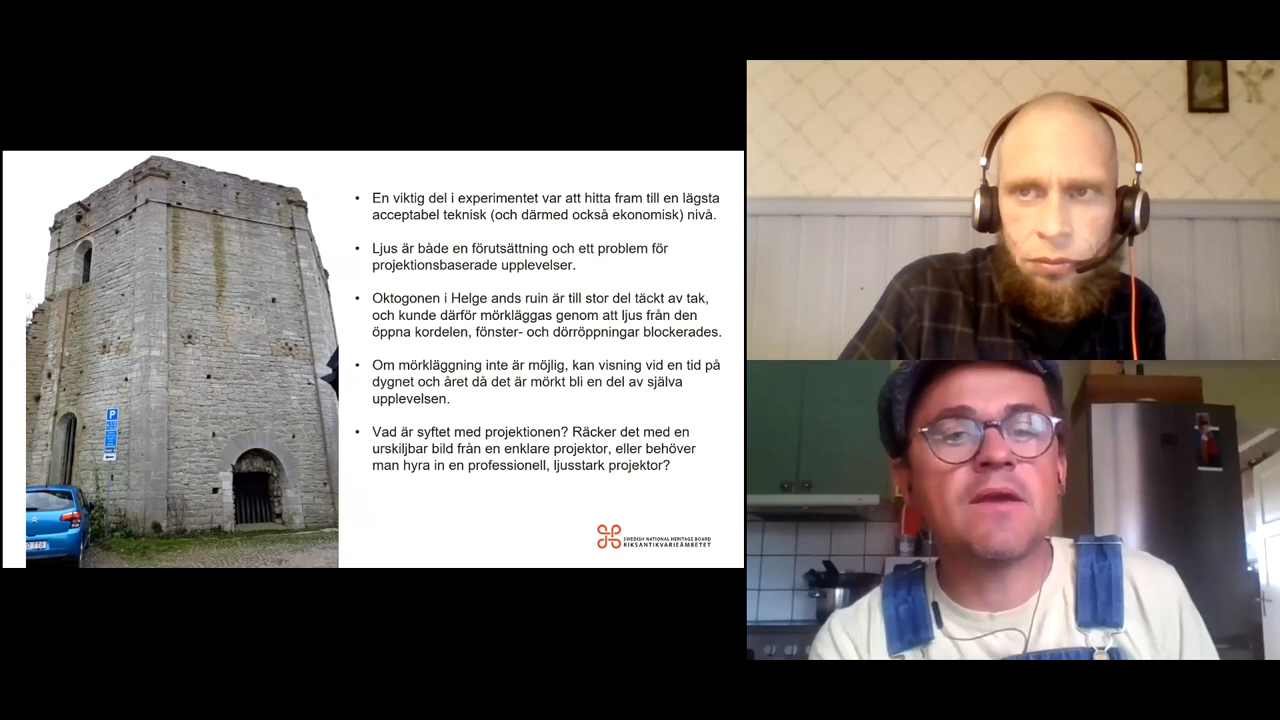 • En viktig del i experimentet var att hitta fram till en lägsta
acceptabel teknisk (och därmed också ekonomisk) nivå.
• Ljus är både en förutsättning och ett problem för
projektionsbaserade upplevelser.
• Oktogonen i Helge ands ruin är till stor del täckt av tak,
och kunde därför mörkläggas genom att ljus från den
öppna kordelen, fönster- och dörröppningar blockerades.
• Om mörkläggning inte är möjlig, kan visning vid en tid på
dygnet och året då det är mörkt bli en del av själva
upplevelsen.
• Vad är syftet med projektionen? Räcker det med en
urskiljbar bild från en enklare projektor, eller behöver
man hyra in en professionell, ljusstark projektor?
SWEDISH NATIONAL HERITAGE BOARD
RIKSANTIKVARIEÄMBETET
P